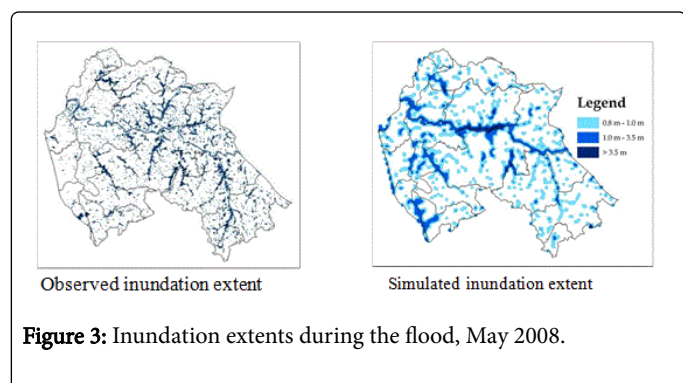 Legend
0.8 m - 1.0 m
1.0 m - 3.5 m
> 3.5 m
Observed inundation extent
Simulated inundation extent
Figure 3: Inundation extents during the flood, May 2008.